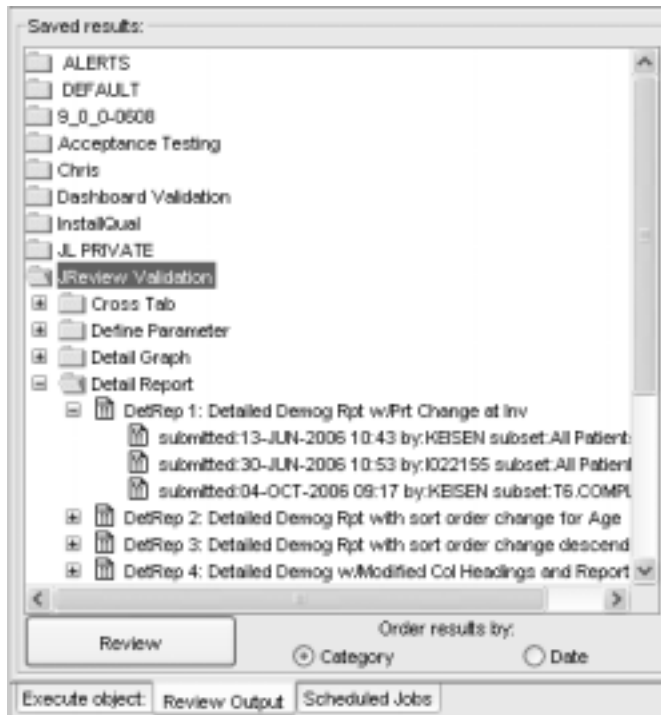 Saved results:
ALERTS
DEFAULT
9_0_0-0608
Acceptance Testing
Chris
Dashboard Validation
InstallQual
JL PRIVATE
JReview Validation
Cross Tab
Define Parameter
Detail Graph
Detail Report
DetRep 1: Detailed Demog Rpt w/Prt Change at Inv
submitted:13-JUN-2006 10:43 by:KEISEN subset:All Patient
submitted:30-JUN-2006 10:53 by:I022155 subset:All Patient
submitted:04-OCT-2006 09:17 by:KEISEN subset:T6.COMPL
DetRep 2: Detailed Demog Rpt with sort order change for Age
DetRep 3: Detailed Demog Rpt with sort order change descend
DetRep 4: Detailed Demog w/Modified Col Headings and Report
Review
Order results by:
Category
Date
Execute object:
Review Output
Scheduled Jobs